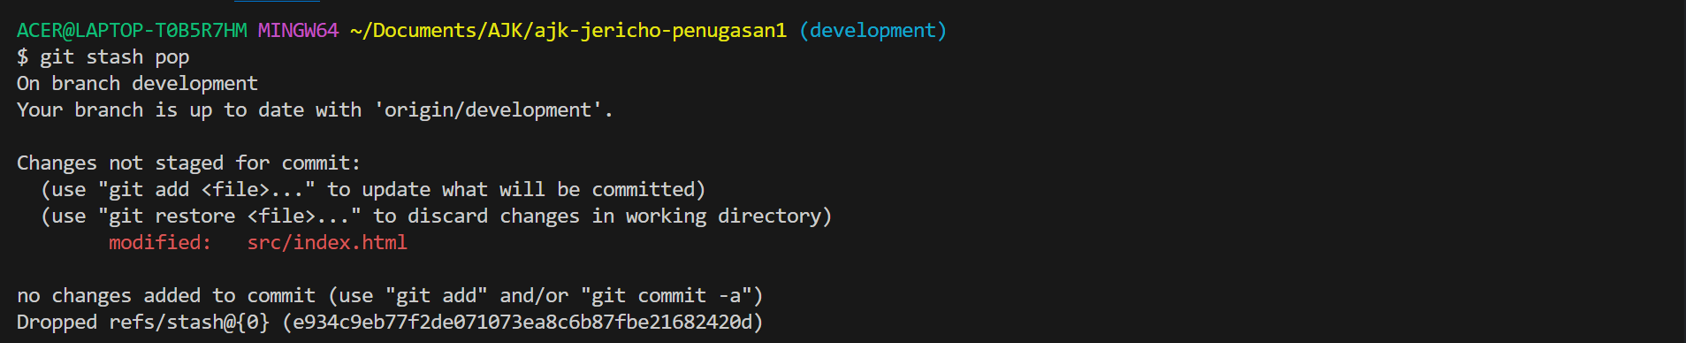 ACER@LAPTOP-T0B5R7HM MINGW64 ~/Documents/AJK/ajk-jericho-penugasan1 (development)
$ git stash pop
On branch development
Your branch is up to date with 'origin/development'.
Changes not staged for commit:
  (use "git add <file>..." to update what will be committed)
  (use "git restore <file>..." to discard changes in working directory)
        modified:   src/index.html
no changes added to commit (use "git add" and/or "git commit -a")
Dropped refs/stash@{0} (e934c9eb77f2de071073ea8c6b87fbe21682420d)